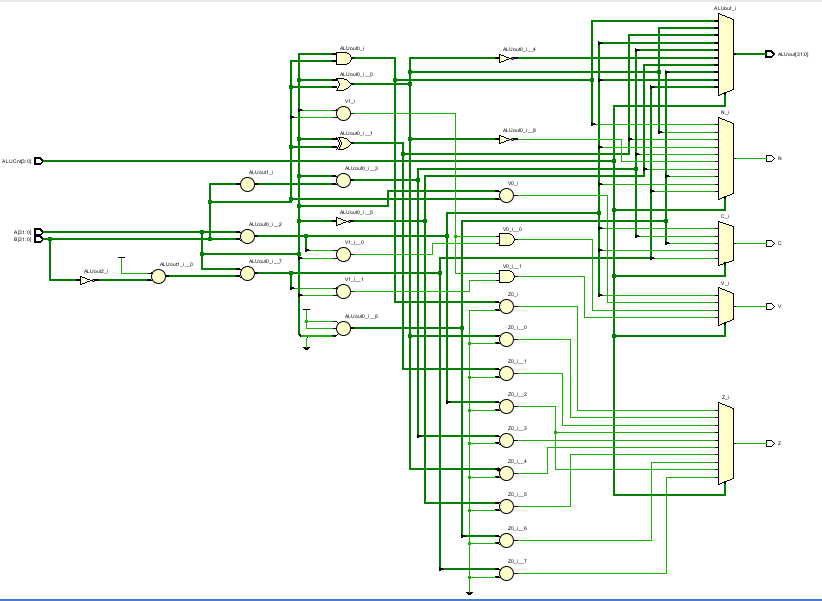 ALUout_i
ALUout0_i
ALUout0_i__4
ALUout[31:0]
ALUout0_i__0
V1_i
N_i
ALUout0_i__1
ALUout0_i__8
ALUCnt[3:0]
N
ALUout1_i
ALUout0_i__3
V0_i
ALUout0_i__5
C_i
A[31:0]
B[31:0]
ALUout0_i__2
V0_i__0
V1_i__0
C
ALUout0_i__7
ALUout1_i__0
ALUout2_i
V0_i__1
V1_i__1
V_i
Z0_i
V
ALUout0_i__6
Z0_i__0
Z0_i__1
Z0_i__2
Z_i
Z0_i__3
Z
Z0_i__4
Z0_i__5
Z0_i__6
Z0_i__7